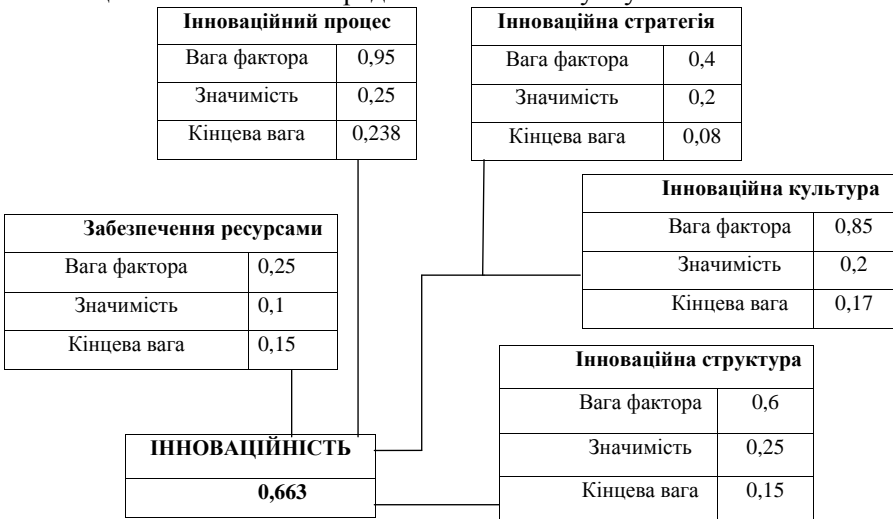 Інноваційний процес
Вага фактора 0,95
Значимість 0,25
Кінцева вага 0,238
Інноваційна стратегія
Вага фактора 0,4
Значимість 0,2
Кінцева вага 0,08
Інноваційна культура
Вага фактора 0,85
Значимість 0,2
Кінцева вага 0,17
Забезпечення ресурсами
Вага фактора 0,25
Значимість 0,1
Кінцева вага 0,15
Інноваційна структура
Вага фактора 0,6
Значимість 0,25
Кінцева вага 0,15
ІННОВАЦІЙНІСТЬ
0,663